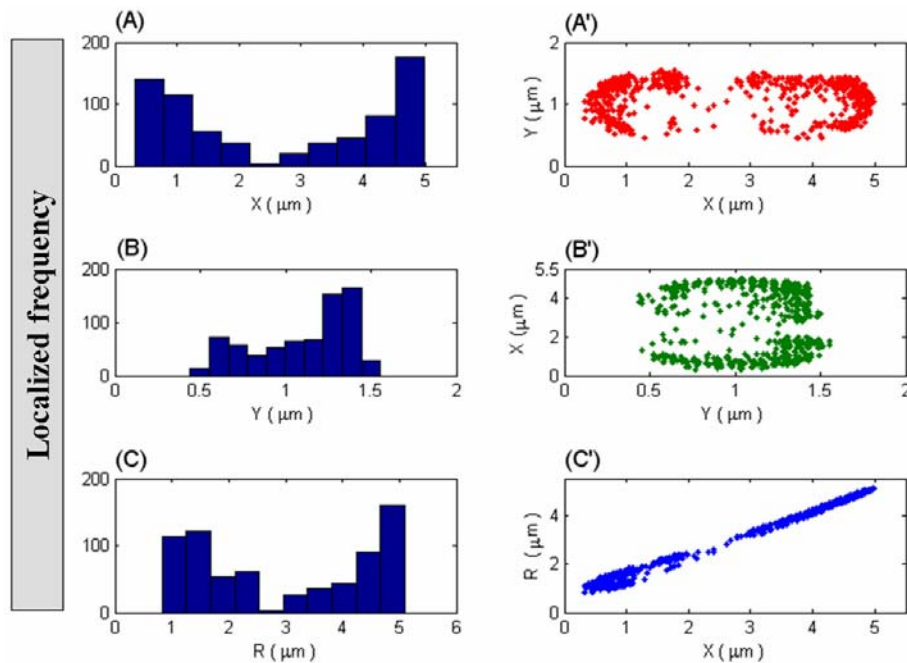 Localized frequency
(A)
200
100
0
0 1 2 3 4 5
X ( μm )
(A')
2
1
0
0 1 2 3 4 5
Y ( μm )
X ( μm )
(B)
200
100
0
0 0.5 1 1.5 2
Y ( μm )
(B')
5.5
4
2
0
0 0.5 1 1.5 2
X ( μm )
Y ( μm )
(C)
200
100
0
0 1 2 3 4 5 6
R ( μm )
(C')
4
2
0
0 1 2 3 4 5
R ( μm )
X ( μm )